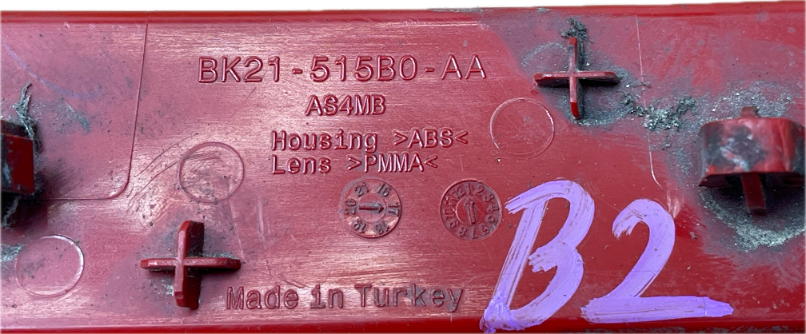 BK21-515B0-AA
AS4MB
Housing >ABS<
Lens >PMMA<
Made in Turkey
B2